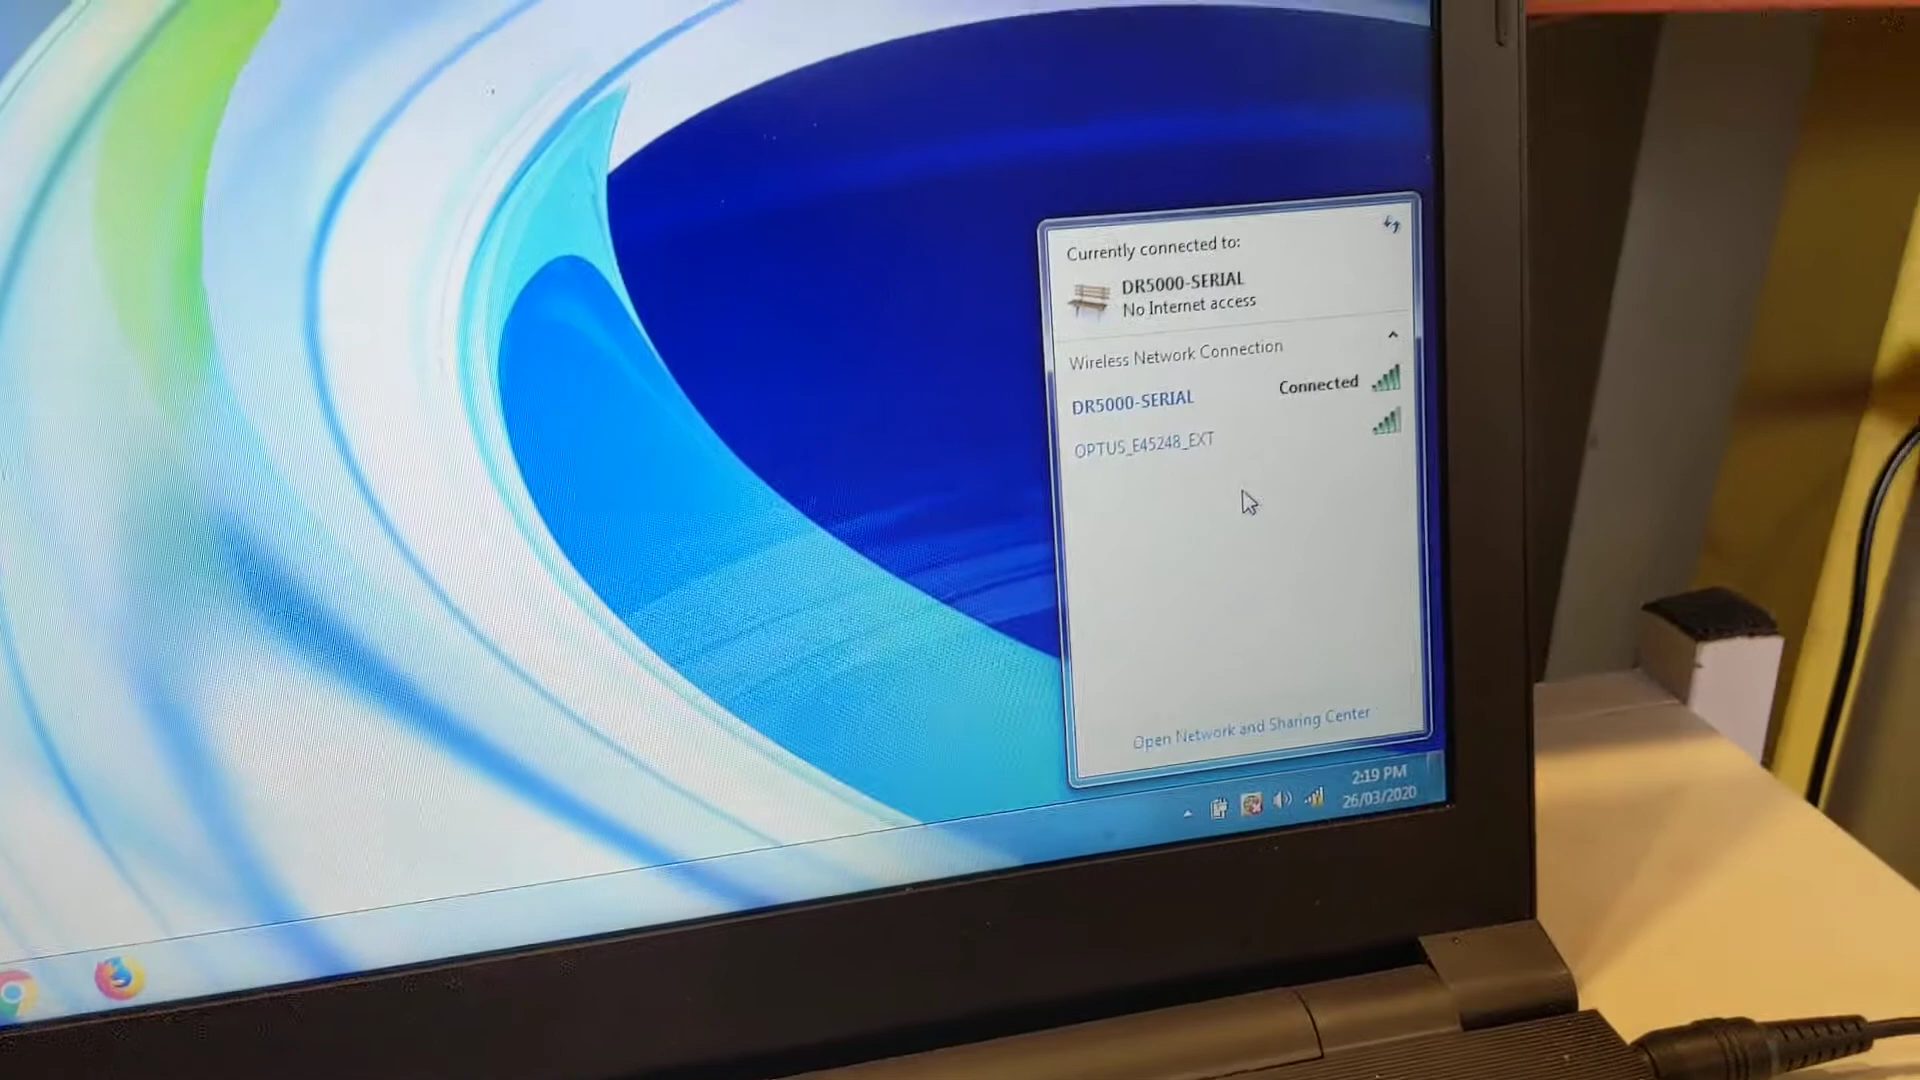 Currently connected to:
DR5000-SERIAL
No Internet access
Wireless Network Connection
DR5000-SERIAL Connected
OPTUS_E45248_EXT
Open Network and Sharing Center
2:19 PM
26/03/2020